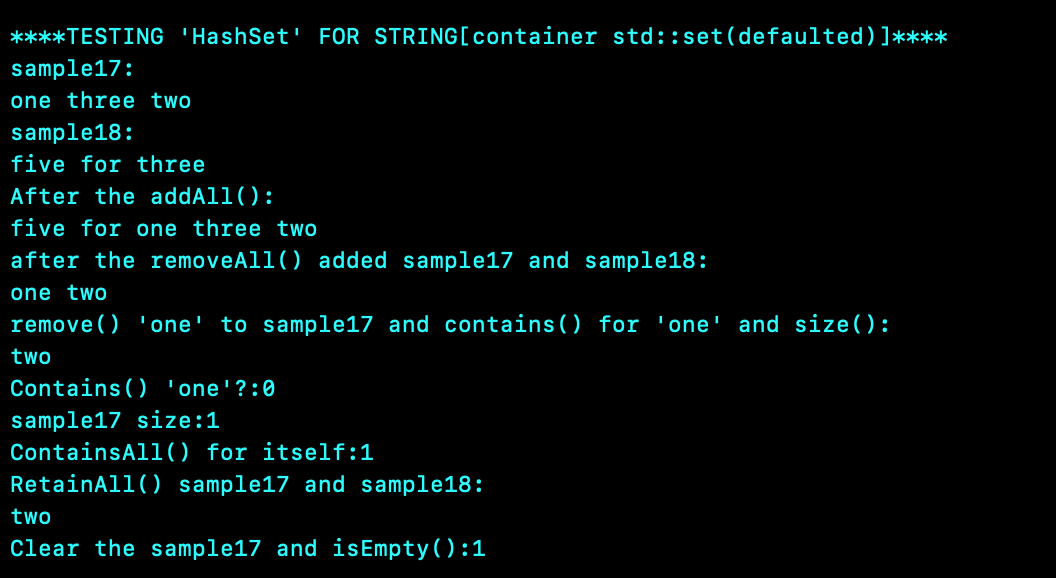 ****TESTING 'HashSet' FOR STRING[container std::set(defaulted)]****
sample17:
one three two
sample18:
five for three
After the addAll():
five for one three two
after the removeAll() added sample17 and sample18:
one two
remove() 'one' to sample17 and contains() for 'one' and size():
two
Contains() 'one'?:0
sample17 size:1
ContainsAll() for itself:1
RetainAll() sample17 and sample18:
two
Clear the sample17 and isEmpty():1